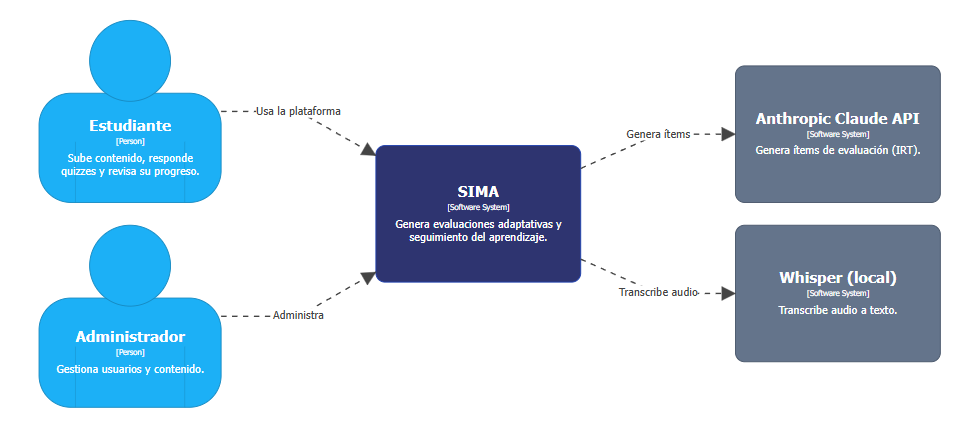 Estudiante
[Person]
Sube contenido, responde
quizzes y revisa su progreso.
Usa la plataforma
Administrador
[Person]
Gestiona usuarios y contenido.
Administra
SIMA
[Software System]
Genera evaluaciones adaptativas y
seguimiento del aprendizaje.
Genera ítems
Anthropic Claude API
[Software System]
Genera ítems de evaluación (IRT).
Transcribe audio
Whisper (local)
[Software System]
Transcribe audio a texto.